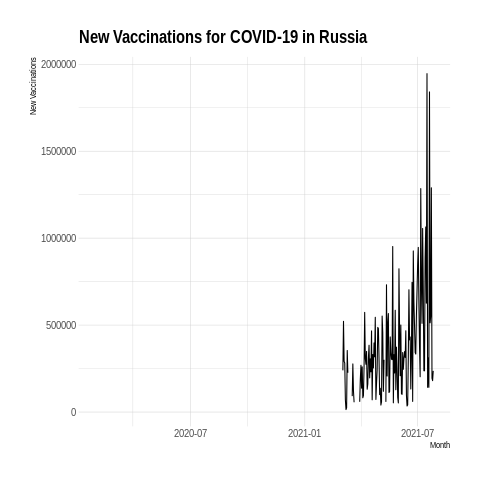 New Vaccinations for COVID-19 in Russia
New Vaccinations
2000000
1500000
1000000
500000
0
2020-07 2021-01 2021-07
Month